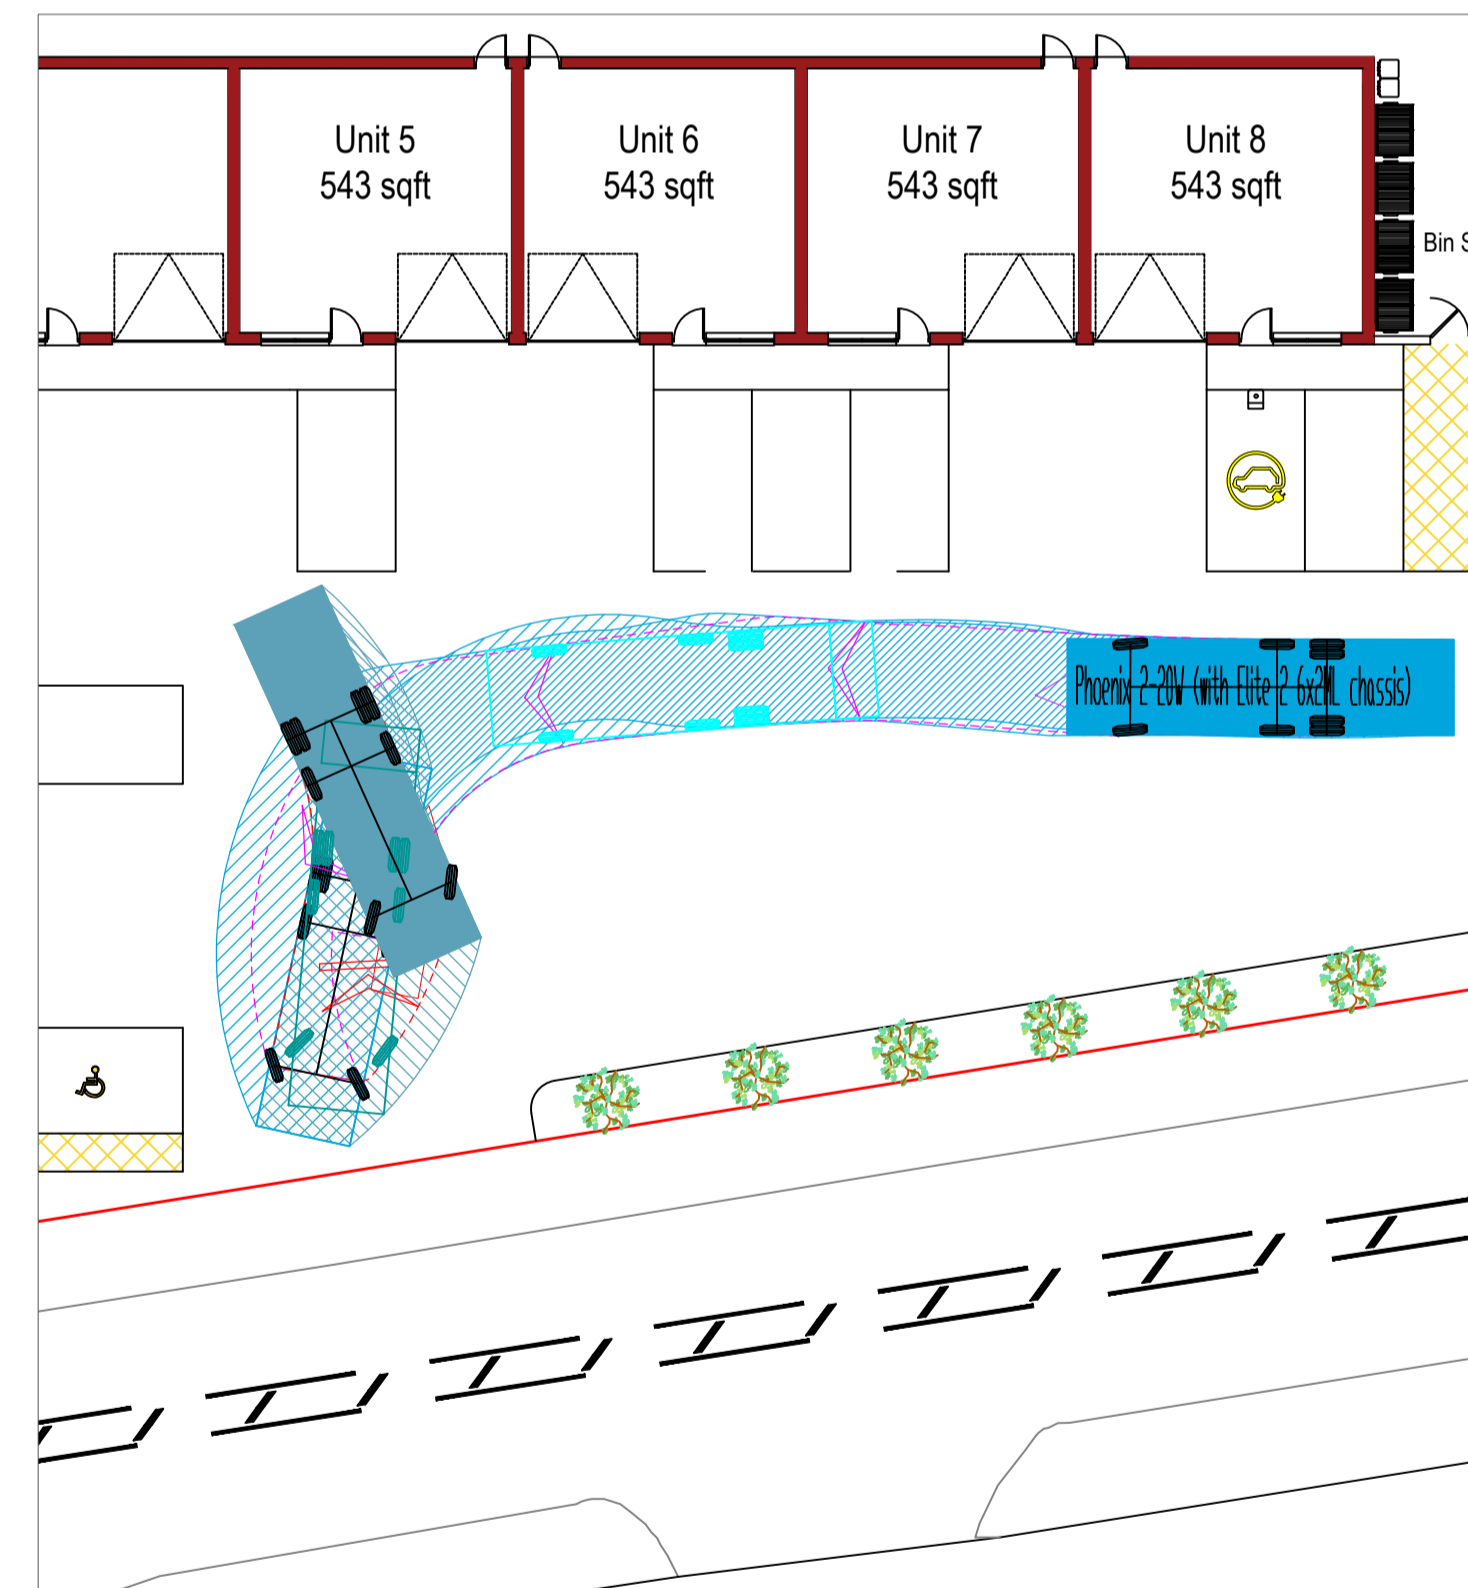 Unit 5
543 sqft
Unit 6
543 sqft
Unit 7
543 sqft
Unit 8
543 sqft
Bin S
Phoenix 2-20W (with Elite 2 6x2ML chassis)